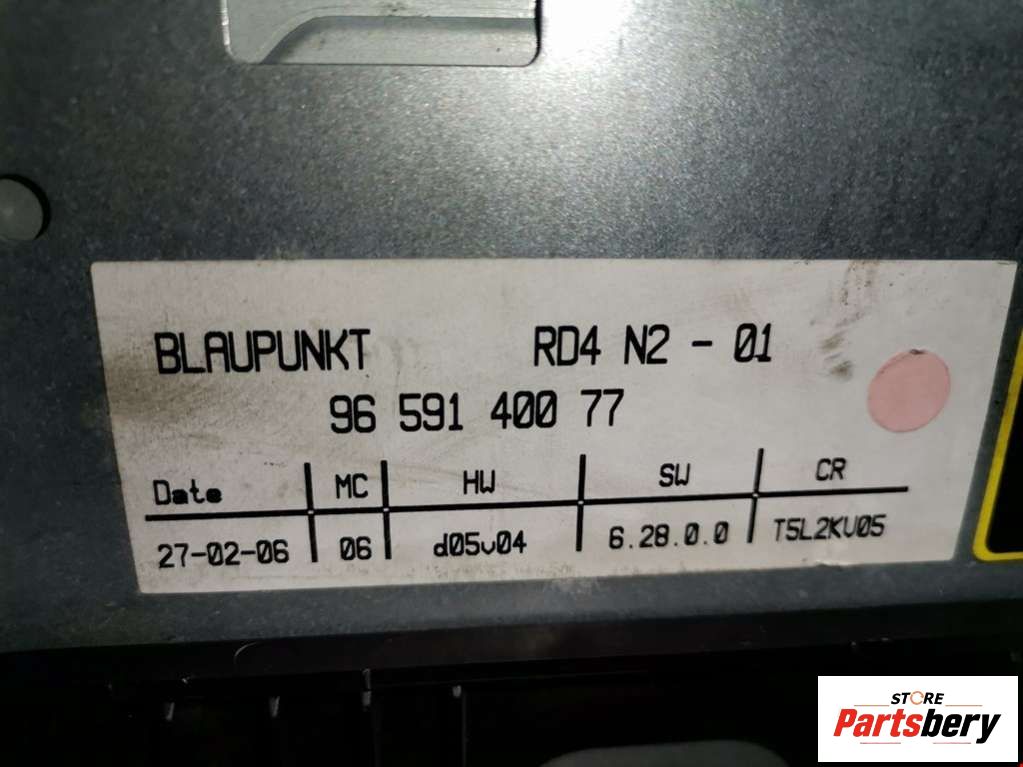 BLAUPUNKT RD4 N2 - 01
96 591 400 77
Date MC HW SW CR
27-02-06 06 d05v04 6.28.0.0 T5L2KV05
STORE
Partsbery